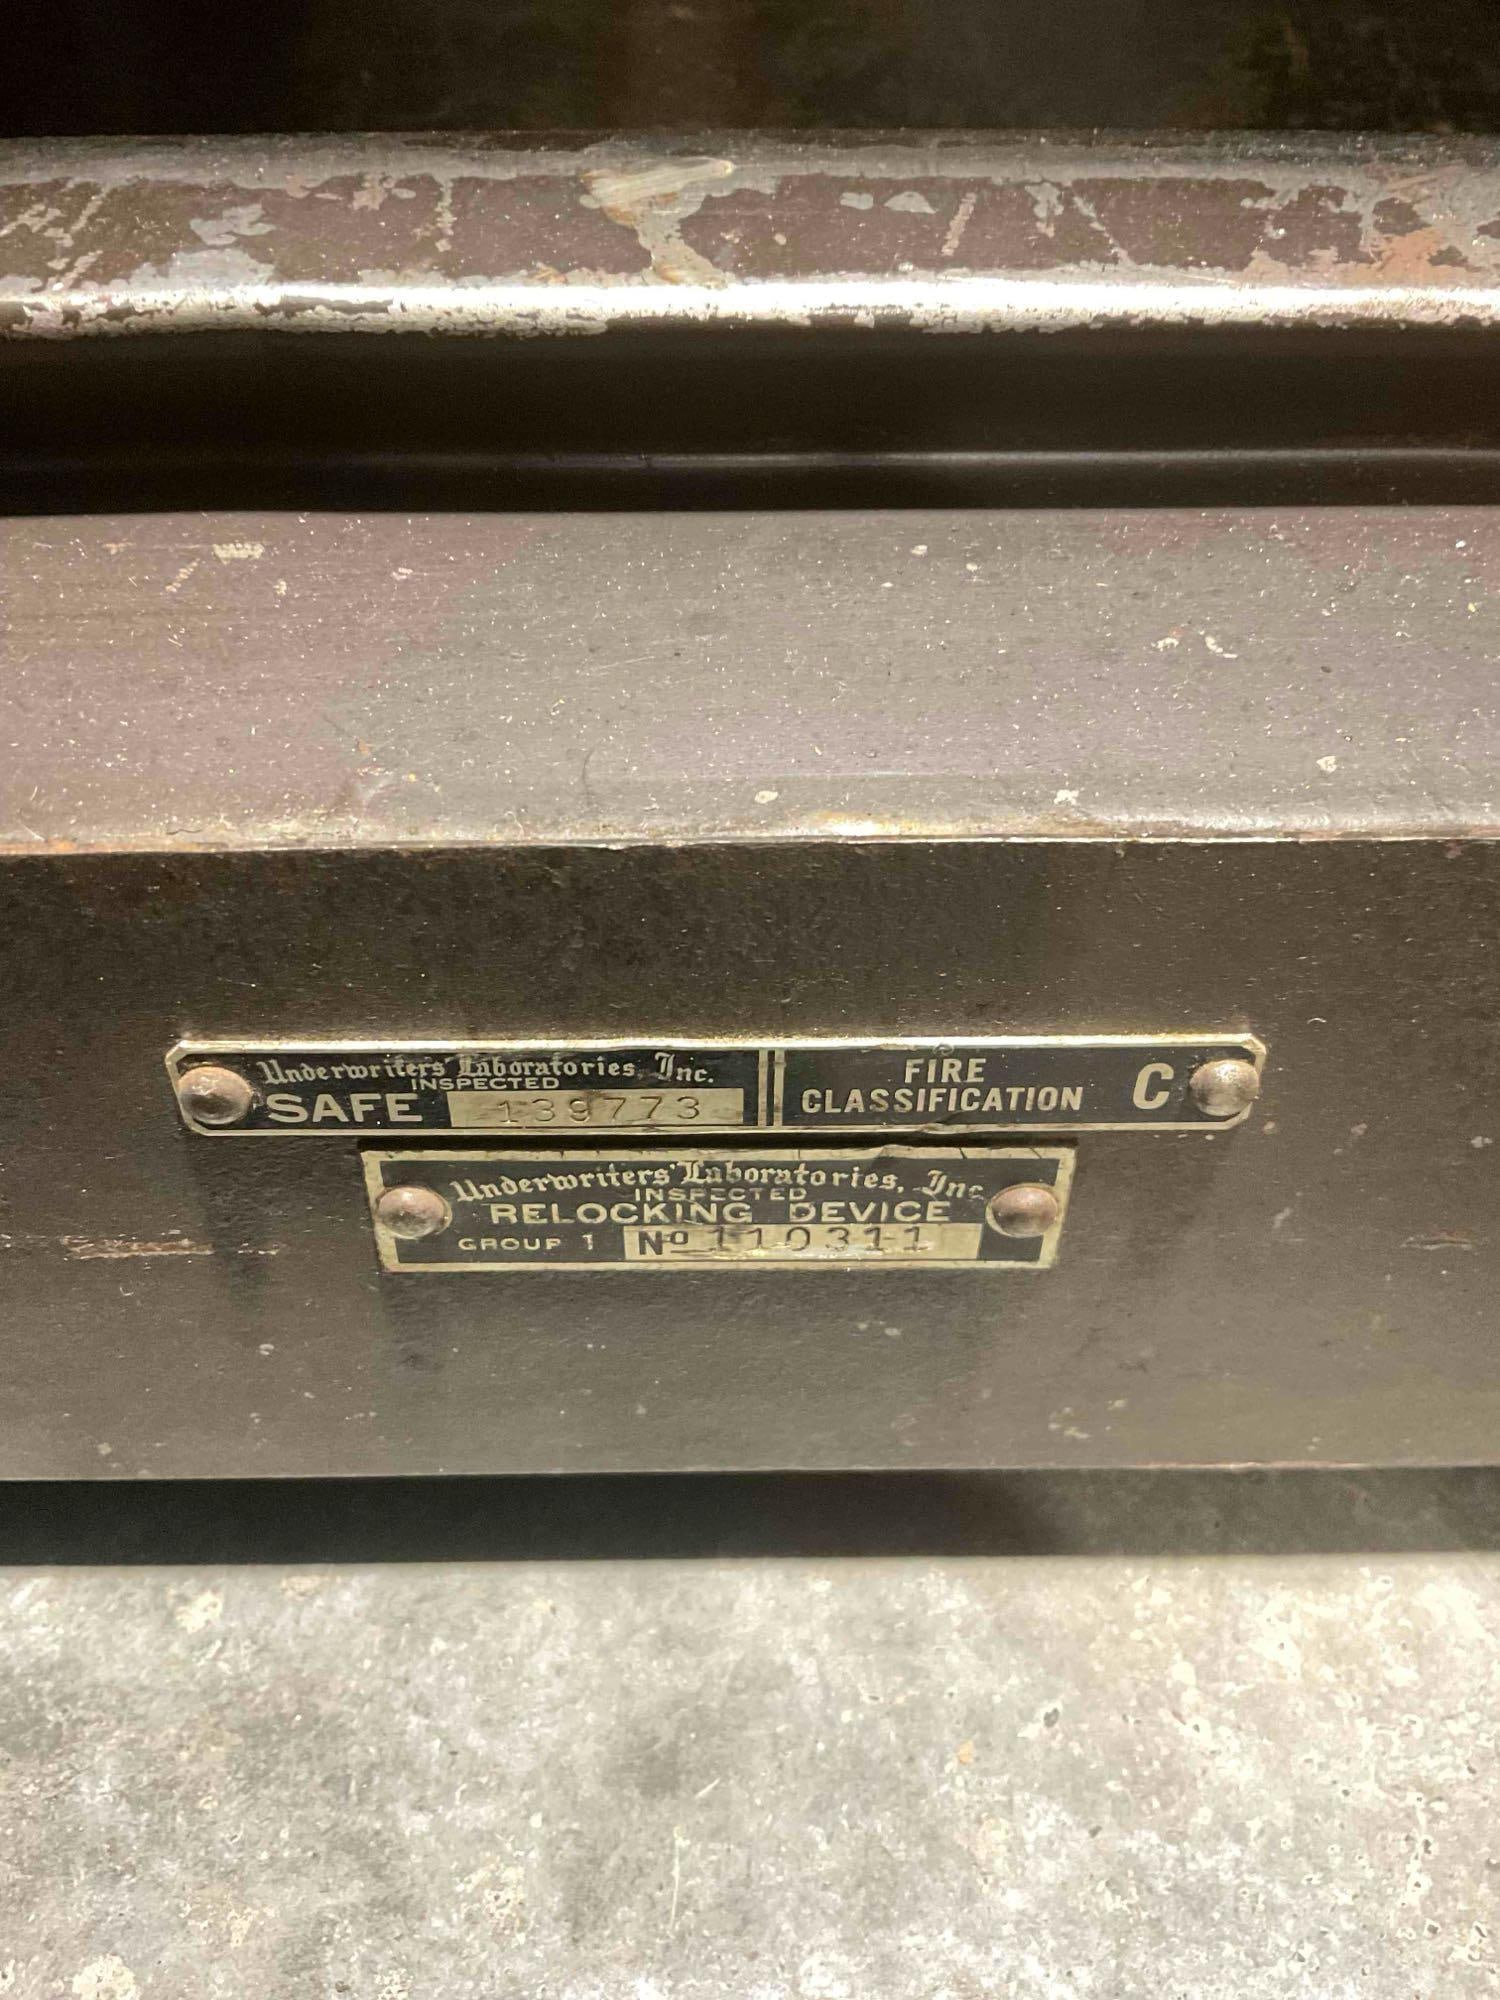 Underwriters' Laboratories, Inc.
INSPECTED
SAFE 139773
FIRE
CLASSIFICATION C
Underwriters' Laboratories, Inc
INSPECTED
RELOCKING DEVICE
GROUP 1 No 110311